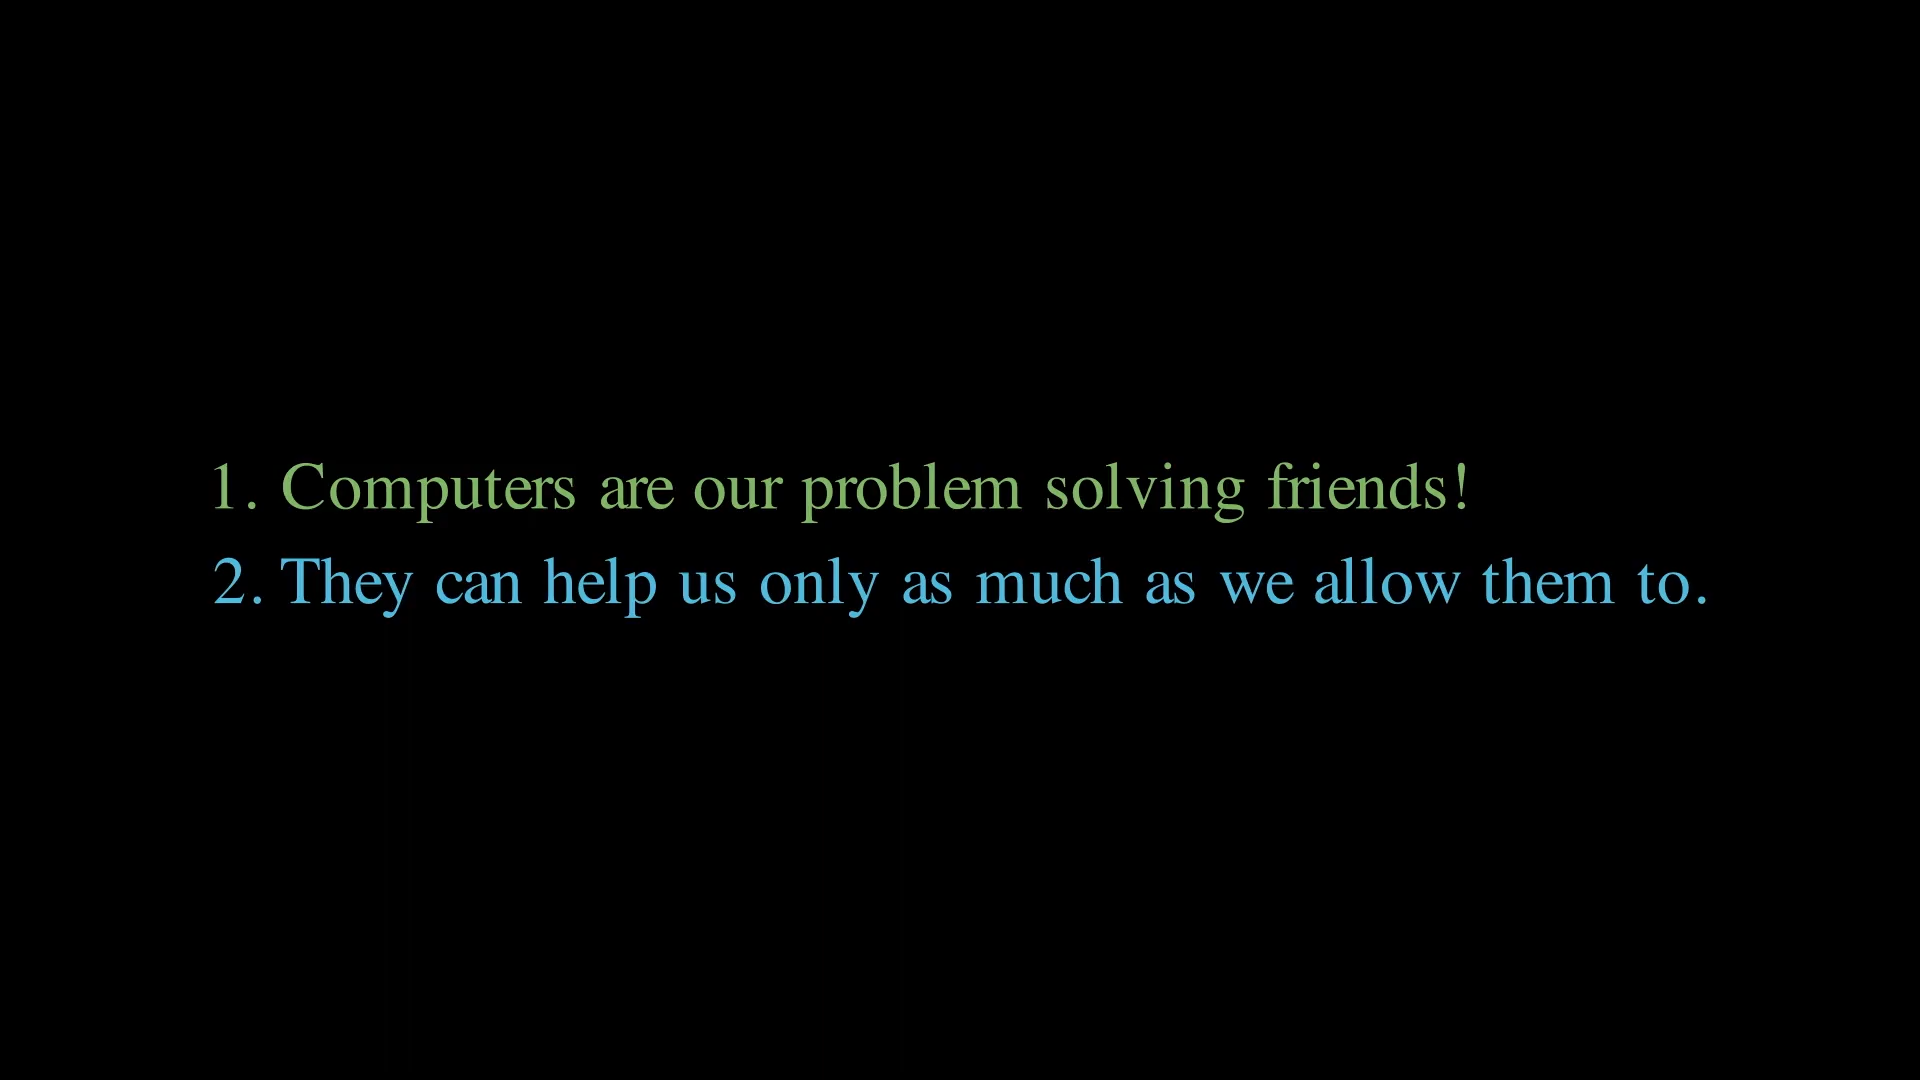 1. Computers are our problem solving friends!
2. They can help us only as much as we allow them to.